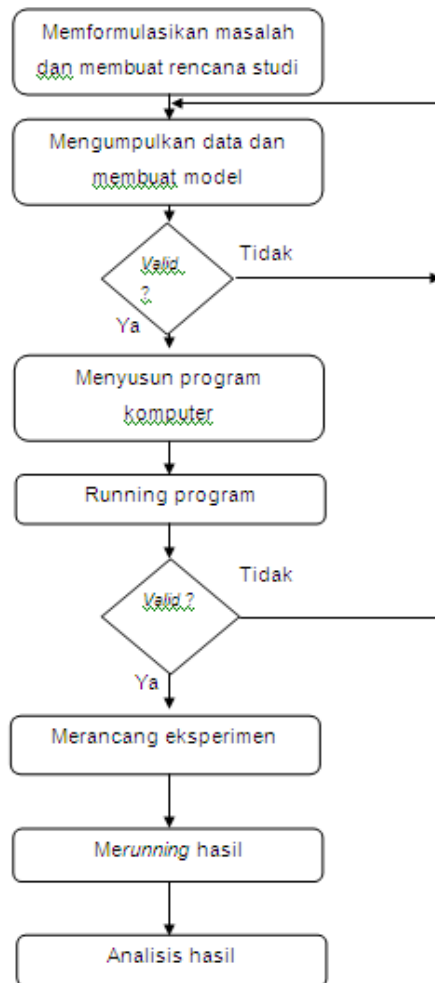 Memformulasikan masalah
dan membuat rencana studi
Mengumpulkan data dan
membuat model
Valid
?
Tidak
Ya
Menyusun program
komputer
Running program
Valid ?
Tidak
Ya
Merancang eksperimen
Merunning hasil
Analisis hasil